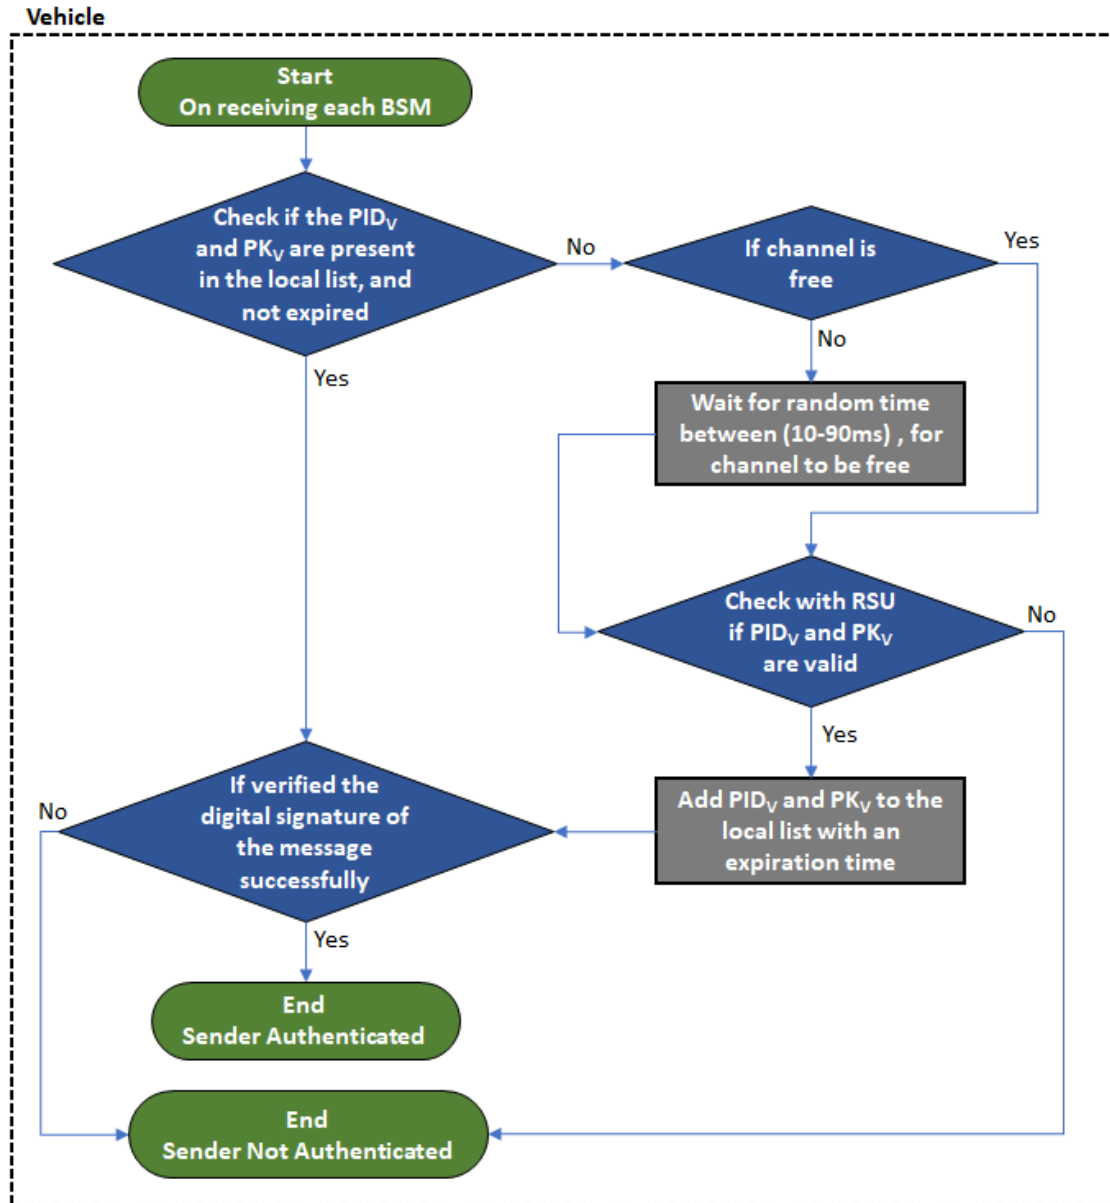 Vehicle
Start
On receiving each BSM
Check if the PIDV
and PKV are present
in the local list, and
not expired
No
If channel is
free
Yes
No
Yes
Wait for random time
between (10-90ms) , for
channel to be free
Check with RSU
if PIDV and PKV
are valid
No
Yes
If verified the
digital signature of
the message
successfully
No
Add PIDV and PKV to the
local list with an
expiration time
Yes
End
Sender Authenticated
End
Sender Not Authenticated